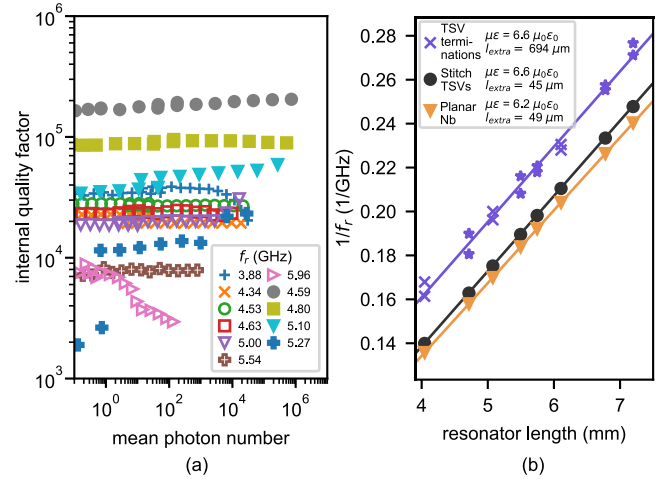 internal quality factor
10^6
10^5
10^4
10^3
10^0
10^2
10^4
10^6
mean photon number
f_r (GHz)
3,88
4.34
4.53
4.63
5.00
5.54
5.96
4.59
4.80
5.10
5.27
(a)
1/f_r (1/GHz)
0.28
0.26
0.24
0.22
0.20
0.18
0.16
0.14
4
5
6
7
resonator length (mm)
TSV termi-nations
με = 6.6 μ₀ε₀
l_extra = 694 μm
Stitch TSVs
με = 6.6 μ₀ε₀
l_extra = 45 μm
Planar Nb
με = 6.2 μ₀ε₀
l_extra = 49 μm
(b)